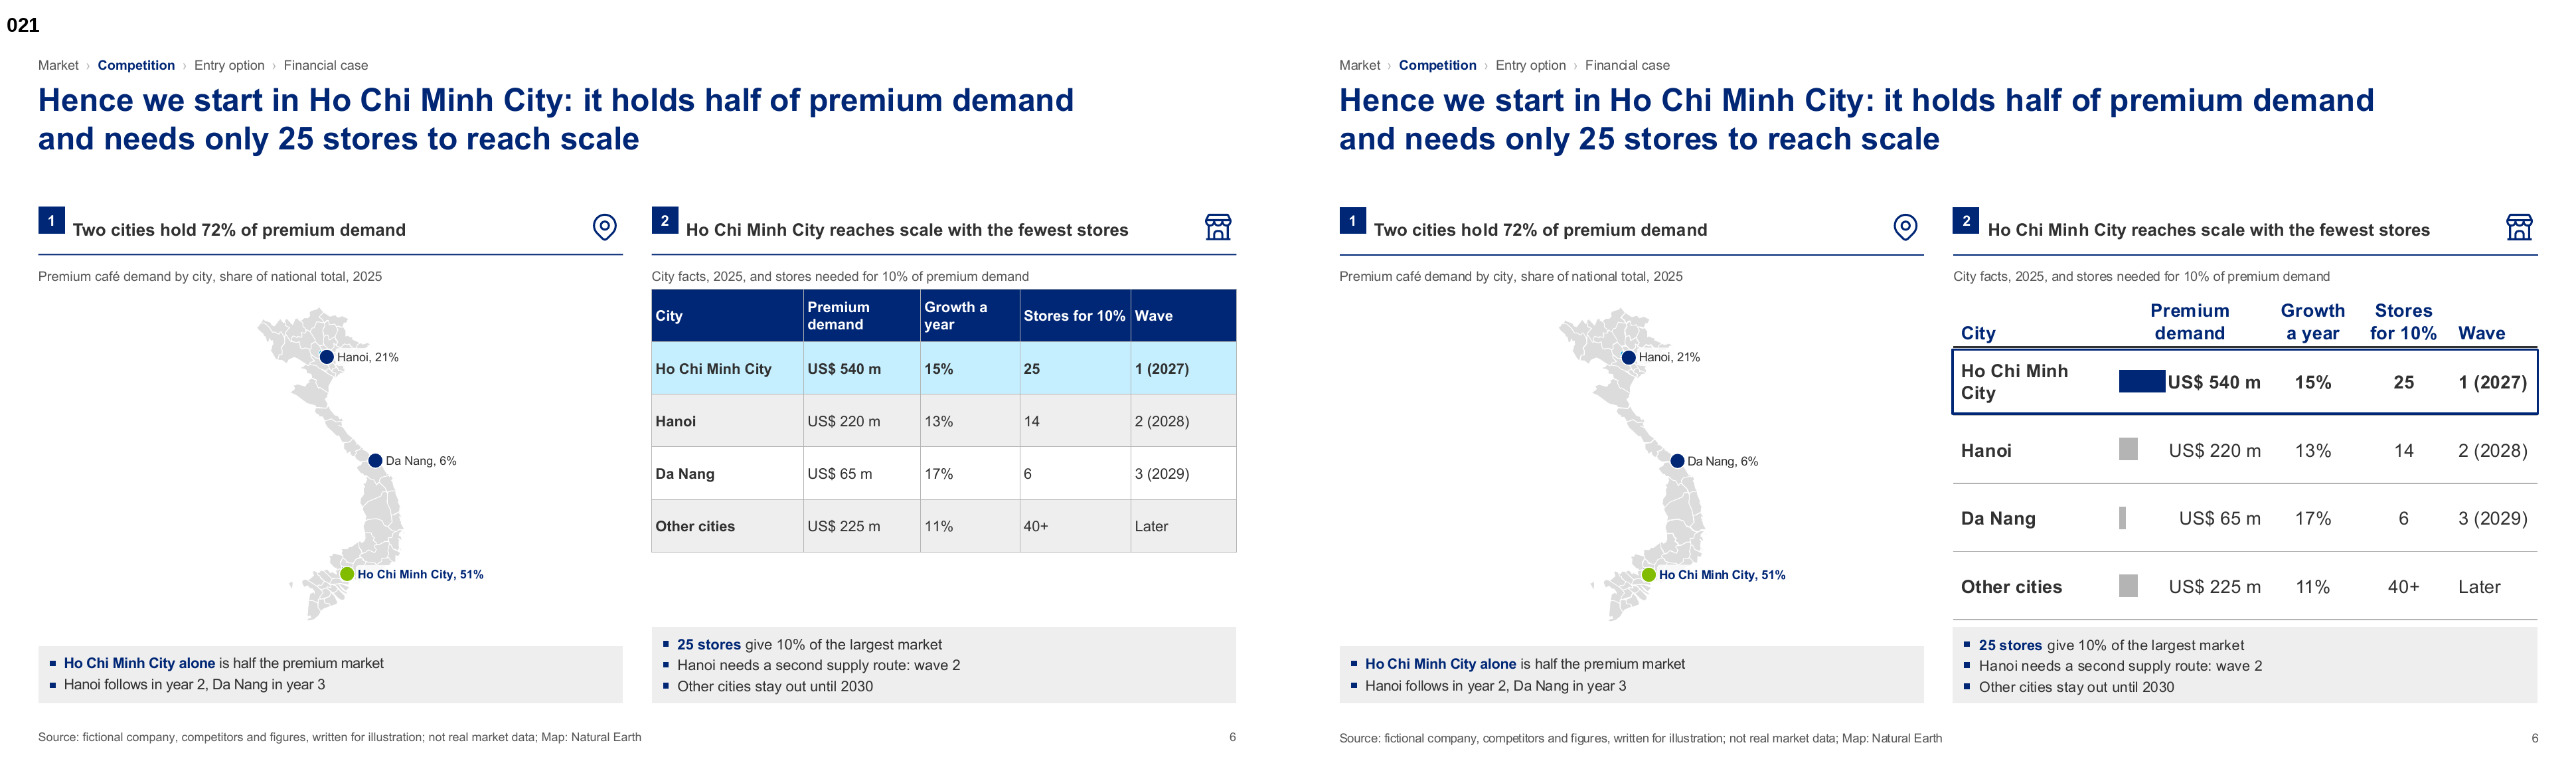 021
Market › Competition › Entry option › Financial case
Hence we start in Ho Chi Minh City: it holds half of premium demand
and needs only 25 stores to reach scale
1 Two cities hold 72% of premium demand
Premium café demand by city, share of national total, 2025
Hanoi, 21%
Da Nang, 6%
Ho Chi Minh City, 51%
Ho Chi Minh City alone is half the premium market
Hanoi follows in year 2, Da Nang in year 3
2 Ho Chi Minh City reaches scale with the fewest stores
City facts, 2025, and stores needed for 10% of premium demand
City Premium demand Growth a year Stores for 10% Wave
Ho Chi Minh City US$ 540 m 15% 25 1 (2027)
Hanoi US$ 220 m 13% 14 2 (2028)
Da Nang US$ 65 m 17% 6 3 (2029)
Other cities US$ 225 m 11% 40+ Later
25 stores give 10% of the largest market
Hanoi needs a second supply route: wave 2
Other cities stay out until 2030
Source: fictional company, competitors and figures, written for illustration; not real market data; Map: Natural Earth
6
Market › Competition › Entry option › Financial case
Hence we start in Ho Chi Minh City: it holds half of premium demand
and needs only 25 stores to reach scale
1 Two cities hold 72% of premium demand
Premium café demand by city, share of national total, 2025
Hanoi, 21%
Da Nang, 6%
Ho Chi Minh City, 51%
Ho Chi Minh City alone is half the premium market
Hanoi follows in year 2, Da Nang in year 3
2 Ho Chi Minh City reaches scale with the fewest stores
City facts, 2025, and stores needed for 10% of premium demand
City Premium demand Growth a year Stores for 10% Wave
Ho Chi Minh City US$ 540 m 15% 25 1 (2027)
Hanoi US$ 220 m 13% 14 2 (2028)
Da Nang US$ 65 m 17% 6 3 (2029)
Other cities US$ 225 m 11% 40+ Later
25 stores give 10% of the largest market
Hanoi needs a second supply route: wave 2
Other cities stay out until 2030
Source: fictional company, competitors and figures, written for illustration; not real market data; Map: Natural Earth
6